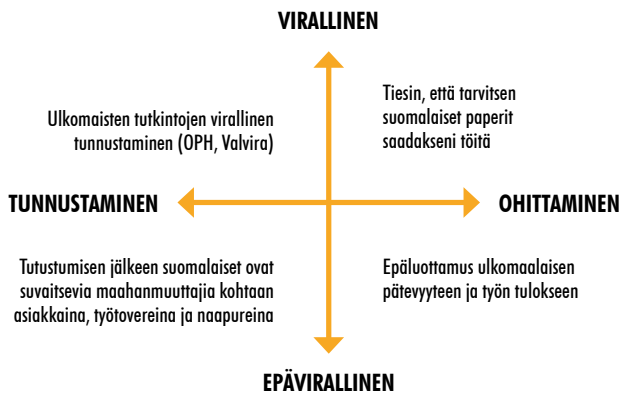 VIRALLINEN
Ulkomaisten tutkintojen virallinen
tunnustaminen (OPH, Valvira)
Tiesin, että tarvitsen
suomalaiset paperit
saadakseni töitä
TUNNUSTAMINEN
OHITTAMINEN
Tutustumisen jälkeen suomalaiset ovat
suvaitsevia maahanmuuttajia kohtaan
asiakkaina, työtovereina ja naapureina
Epäluottamus ulkomaalaisen
pätevyyteen ja työn tulokseen
EPÄVIRALLINEN